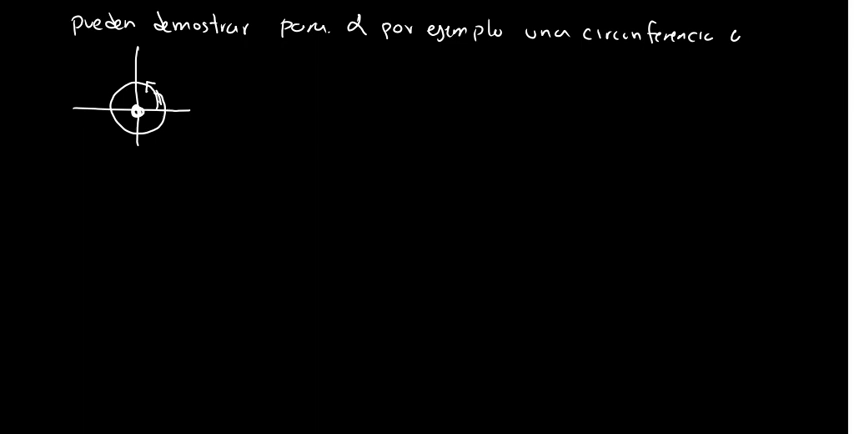 pueden demostrar para α por ejemplo una circunferencia a